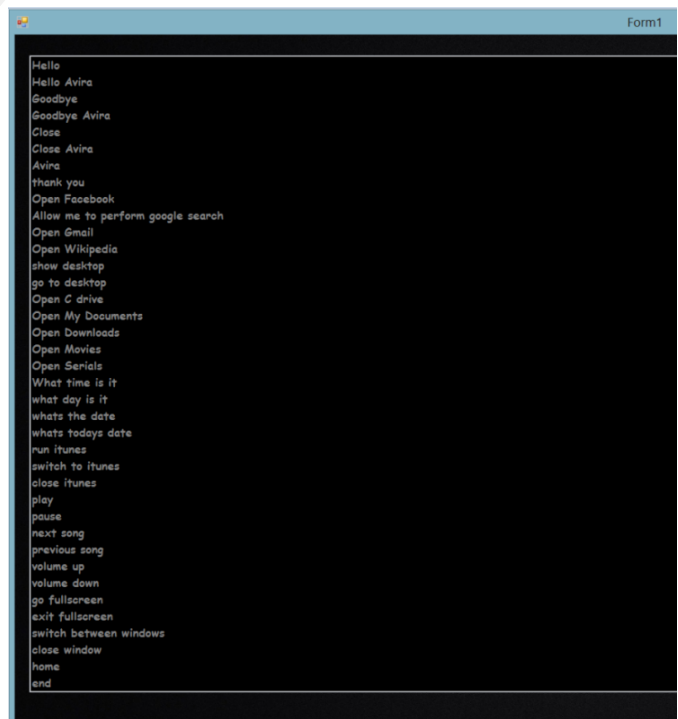 Form1
Hello
Hello Avira
Goodbye
Goodbye Avira
Close
Close Avira
Avira
thank you
Open Facebook
Allow me to perform google search
Open Gmail
Open Wikipedia
show desktop
go to desktop
Open C drive
Open My Documents
Open Downloads
Open Movies
Open Serials
What time is it
what day is it
whats the date
whats todays date
run itunes
switch to itunes
close itunes
play
pause
next song
previous song
volume up
volume down
go fullscreen
exit fullscreen
switch between windows
close window
home
end